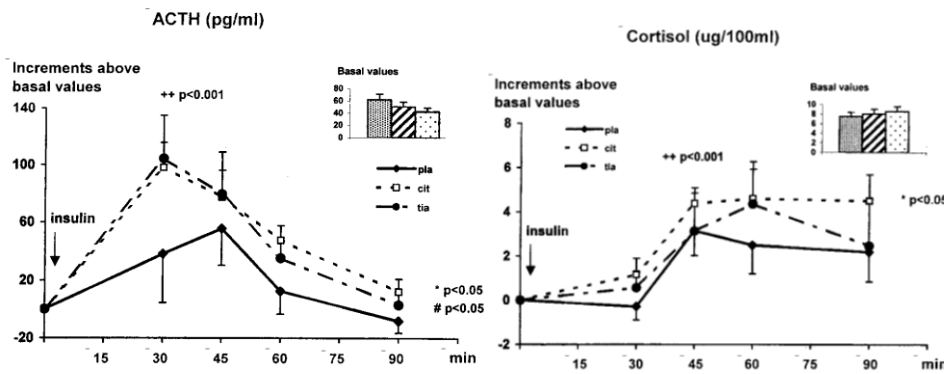 ACTH (pg/ml)
Increments above
basal values
++ p<0.001
Basal values
80
60
40
20
0
140
100
60
20
-20
pla
cit
tia
insulin
* p<0.05
# p<0.05
15 30 45 60 75 90 min
Cortisol (ug/100ml)
Increments above
basal values
Basal values
10
8
6
4
2
0
8
6
4
2
0
-2
pla
cit
tia
++ p<0.001
* p<0.05
insulin
15 30 45 60 75 90 min